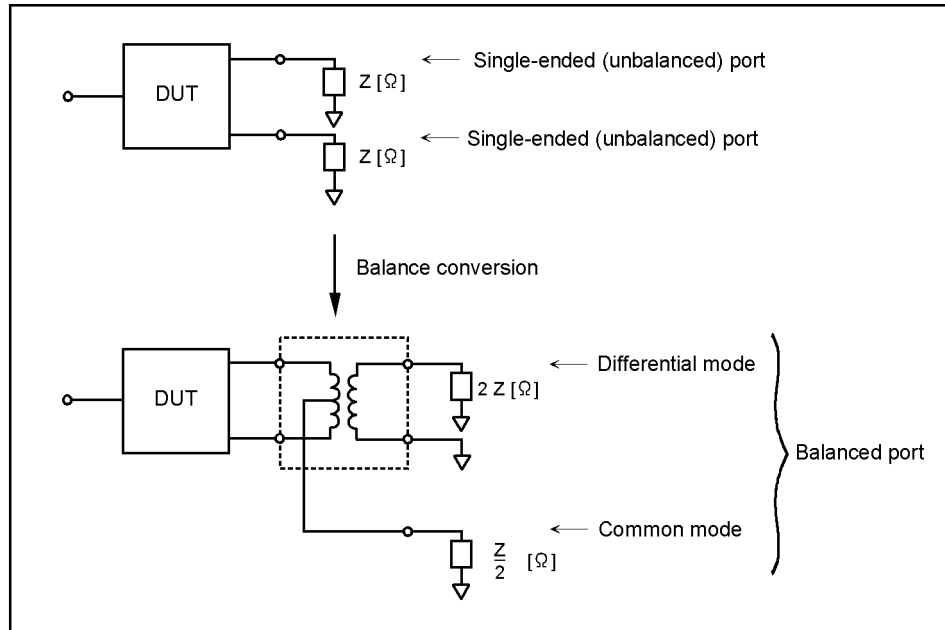 Single-ended (unbalanced) port
DUT
Z [Ω]
Single-ended (unbalanced) port
Z [Ω]
Balance conversion
Differential mode
DUT
2 Z [Ω]
Balanced port
Common mode
Z/2 [Ω]